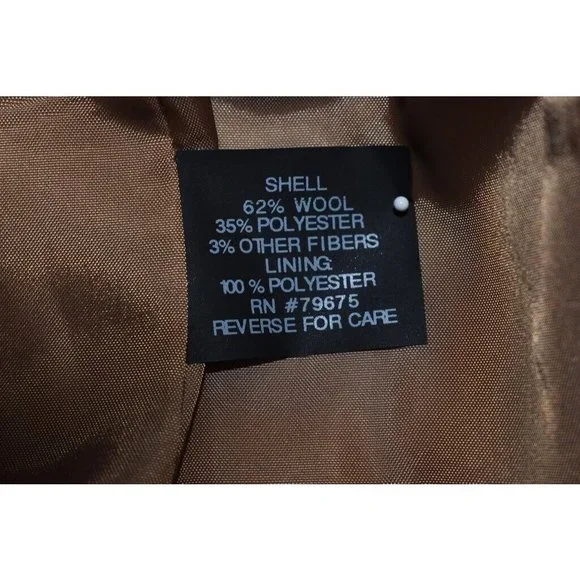 SHELL
62% WOOL
35% POLYESTER
3% OTHER FIBERS
LINING:
100 % POLYESTER
RN #79675
REVERSE FOR CARE